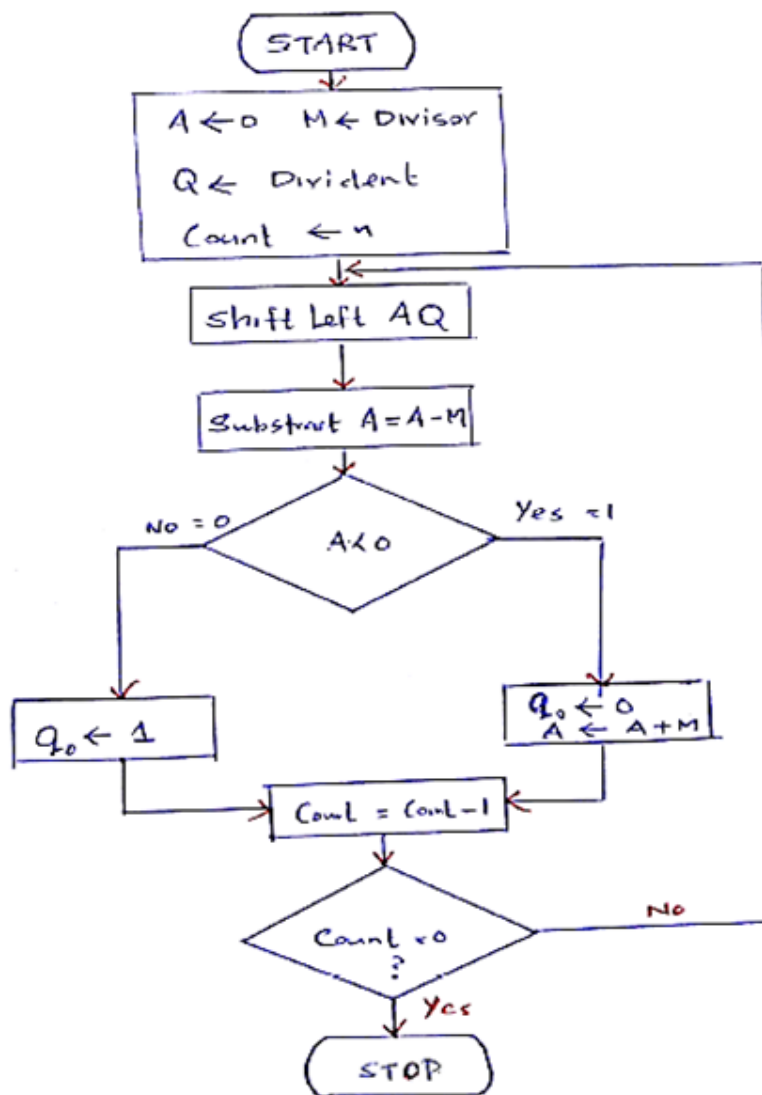 START
A ← 0 M ← Divisor
Q ← Divident
Count ← n
Shift Left AQ
Substract A = A - M
A < 0
No = 0
Yes = 1
q₀ ← 1
q₀ ← 0
A ← A + M
Count = Count - 1
Count = 0
?
No
Yes
STOP